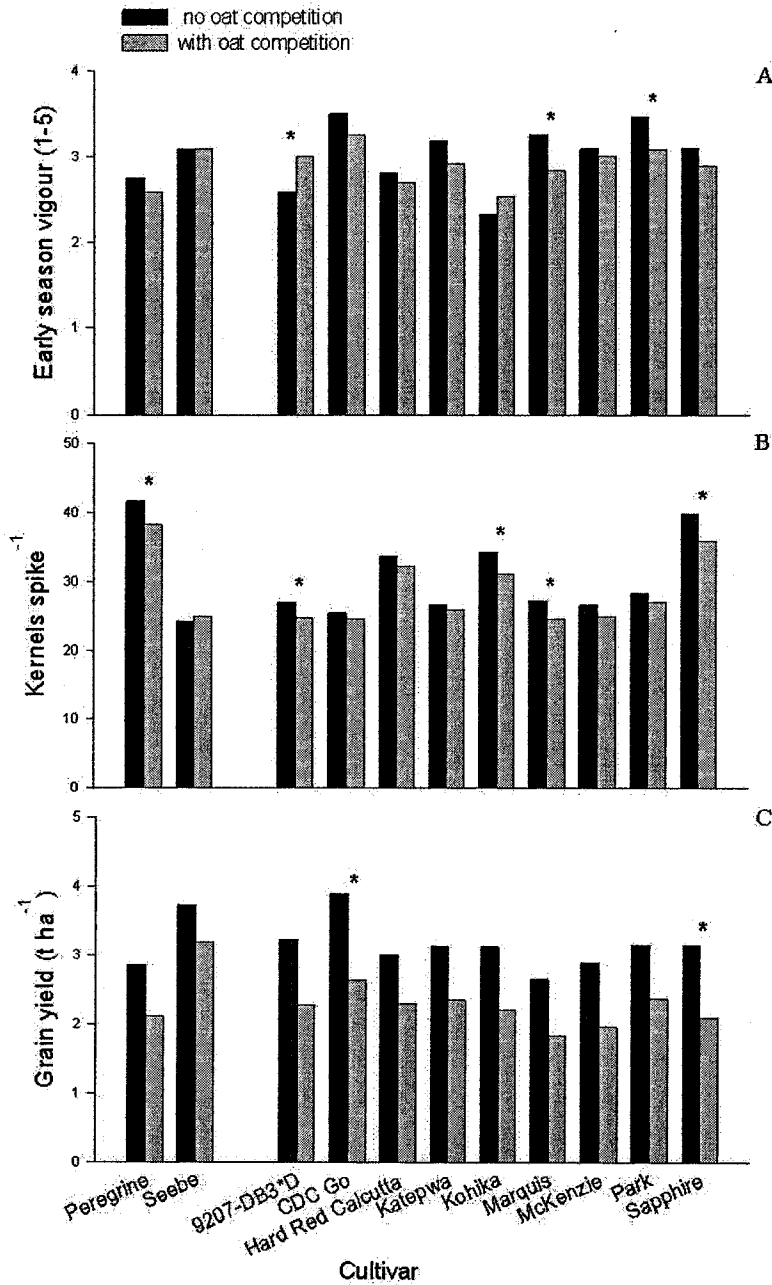 no oat competition
with oat competition
A
Early season vigour (1-5)
4
3
2
1
0
*
*
*
B
Kernels spike-1
50
40
30
20
10
0
*
*
*
*
*
C
Grain yield (t ha-1)
5
4
3
2
1
0
*
*
Peregrine
Seebe
9207-DB3*D
CDC Go
Hard Red Calcutta
Katepwa
Kohika
Marquis
McKenzie
Park
Sapphire
Cultivar